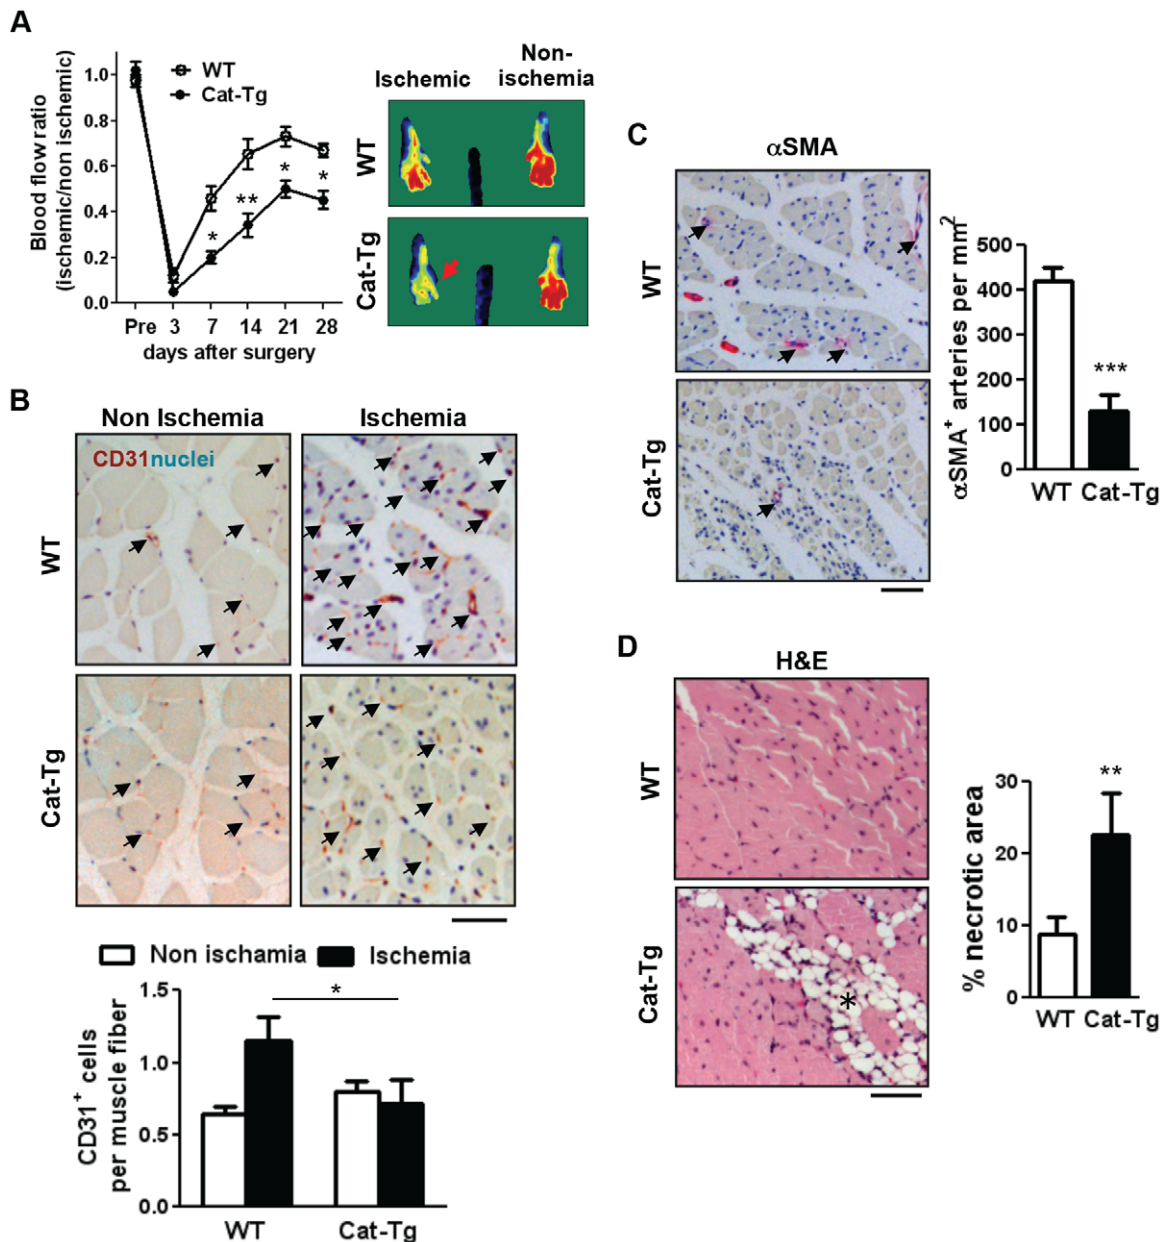 A
Blood flow ratio
(ischemic/non ischemic)
1.0
0.8
0.6
0.4
0.2
0.0
WT
Cat-Tg
*
**
*
*
Pre 3 7 14 21 28
days after surgery
Ischemic
Non-
ischemia
WT
Cat-Tg
B
Non Ischemia
Ischemia
CD31nuclei
WT
Cat-Tg
Non ischamia
Ischemia
CD31+ cells
per muscle fiber
1.5
1.0
0.5
0.0
*
WT
Cat-Tg
C
αSMA
WT
Cat-Tg
αSMA+ arteries per mm2
500
400
300
200
100
0
***
WT Cat-Tg
D
H&E
WT
Cat-Tg
*
% necrotic area
30
20
10
0
**
WT Cat-Tg